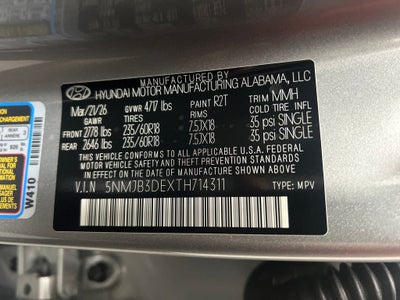 HYUNDAI MOTOR MANUFACTURING ALABAMA, LLC
Mar/21/26 GVWR 4717 lbs PAINT R2T TRIM MMH
GAWR TIRES RIMS COLD TIRE INFL
FRONT 2778 lbs 235/60R18 7.5JX18 35 psi SINGLE
REAR 2646 lbs 235/60R18 7.5JX18 35 psi SINGLE
THIS VEHICLE CONFORMS TO ALL APPLICABLE
FEDERAL MOTOR VEHICLE SAFETY, BUMPER, AND THEFT PREVENTION
STANDARDS IN EFFECT ON THE DATE OF MANUFACTURE SHOWN ABOVE.
V.I.N 5NMJB3DEXTH714311 TYPE: MPV
W410